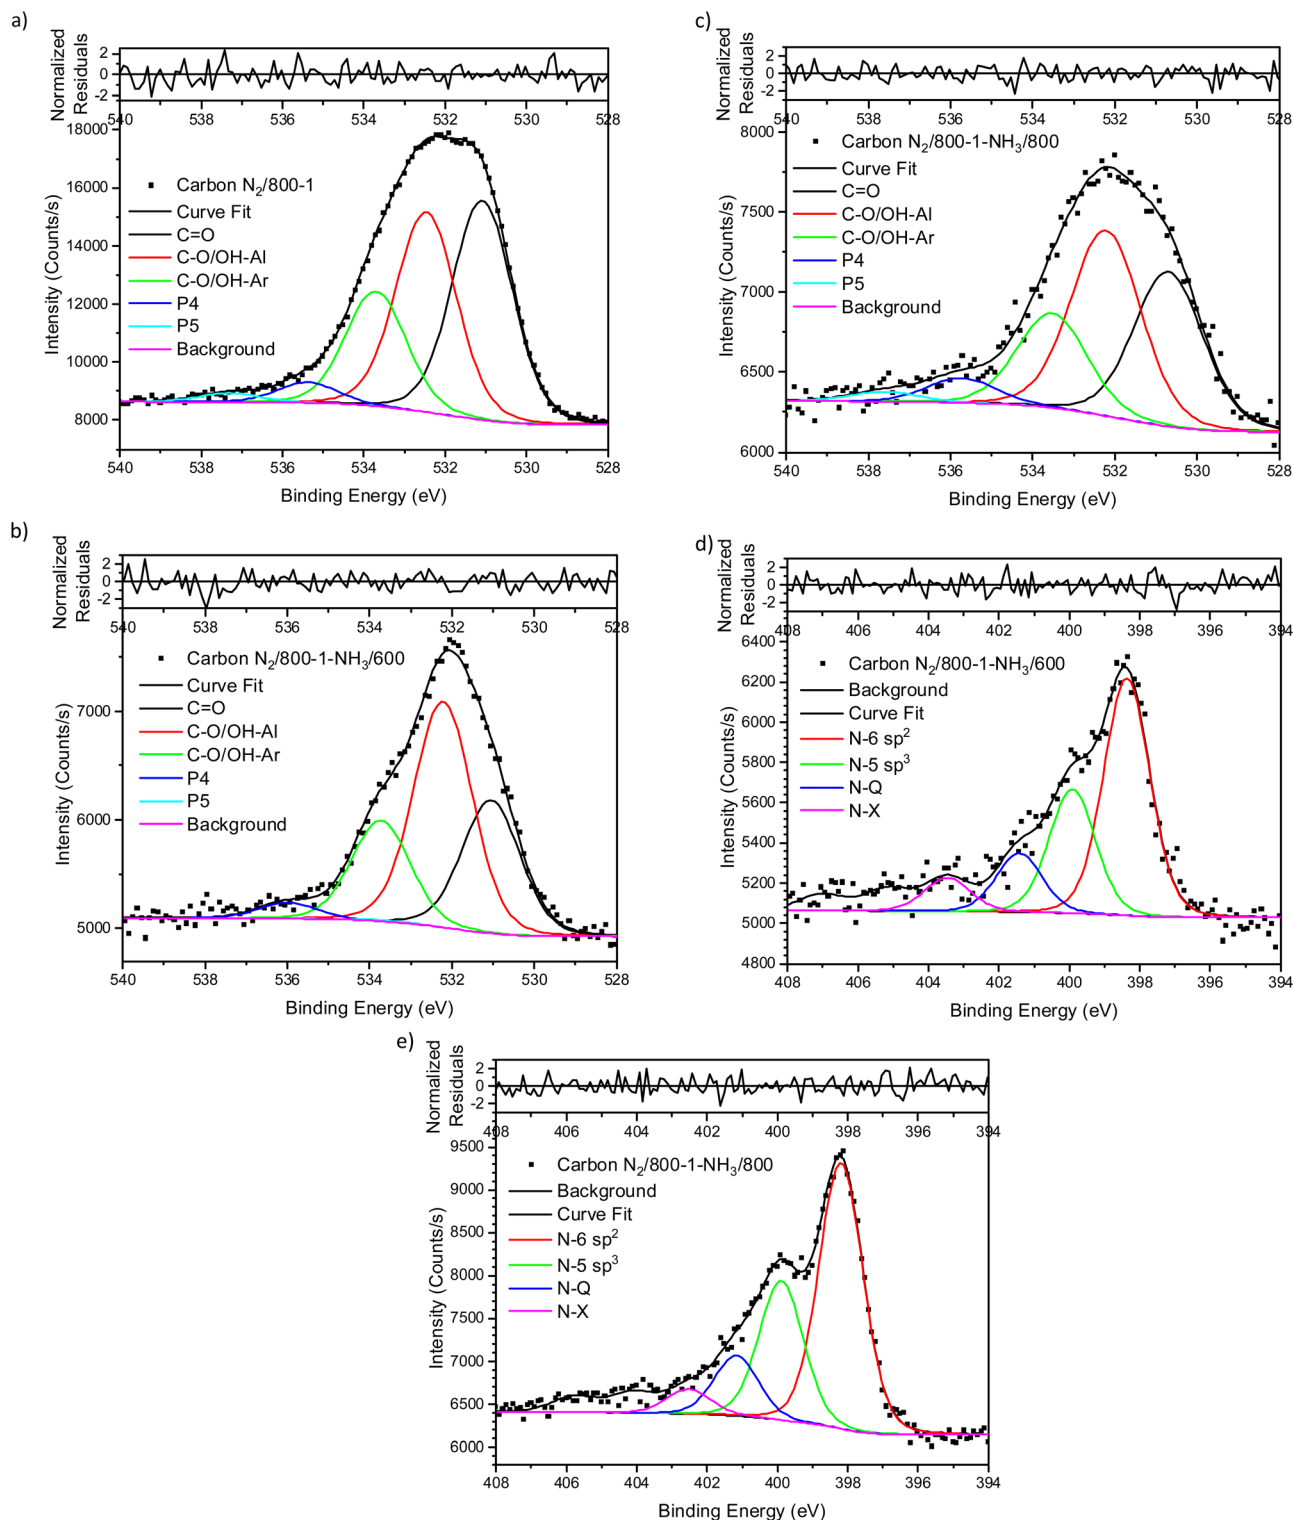 a)
Normalized
Residuals
2
0
-2
540 538 536 534 532 530 528
18000
16000
14000
12000
10000
8000
Intensity (Counts/s)
Carbon N2/800-1
Curve Fit
C=O
C-O/OH-Al
C-O/OH-Ar
P4
P5
Background
540 538 536 534 532 530 528
Binding Energy (eV)
c)
Normalized
Residuals
2
0
-2
540 538 536 534 532 530 528
8000
7500
7000
6500
6000
Intensity (Counts/s)
Carbon N2/800-1-NH3/800
Curve Fit
C=O
C-O/OH-Al
C-O/OH-Ar
P4
P5
Background
540 538 536 534 532 530 528
Binding Energy (eV)
b)
Normalized
Residuals
2
0
-2
540 538 536 534 532 530 528
7000
6000
5000
Intensity (Counts/s)
Carbon N2/800-1-NH3/600
Curve Fit
C=O
C-O/OH-Al
C-O/OH-Ar
P4
P5
Background
540 538 536 534 532 530 528
Binding Energy (eV)
d)
Normalized
Residuals
2
0
-2
408 406 404 402 400 398 396 394
6400
6200
6000
5800
5600
5400
5200
5000
4800
Intensity (Counts/s)
Carbon N2/800-1-NH3/600
Background
Curve Fit
N-6 sp2
N-5 sp3
N-Q
N-X
408 406 404 402 400 398 396 394
Binding Energy (eV)
e)
Normalized
Residuals
2
0
-2
408 406 404 402 400 398 396 394
9500
9000
8500
8000
7500
7000
6500
6000
Intensity (Counts/s)
Carbon N2/800-1-NH3/800
Background
Curve Fit
N-6 sp2
N-5 sp3
N-Q
N-X
408 406 404 402 400 398 396 394
Binding Energy (eV)